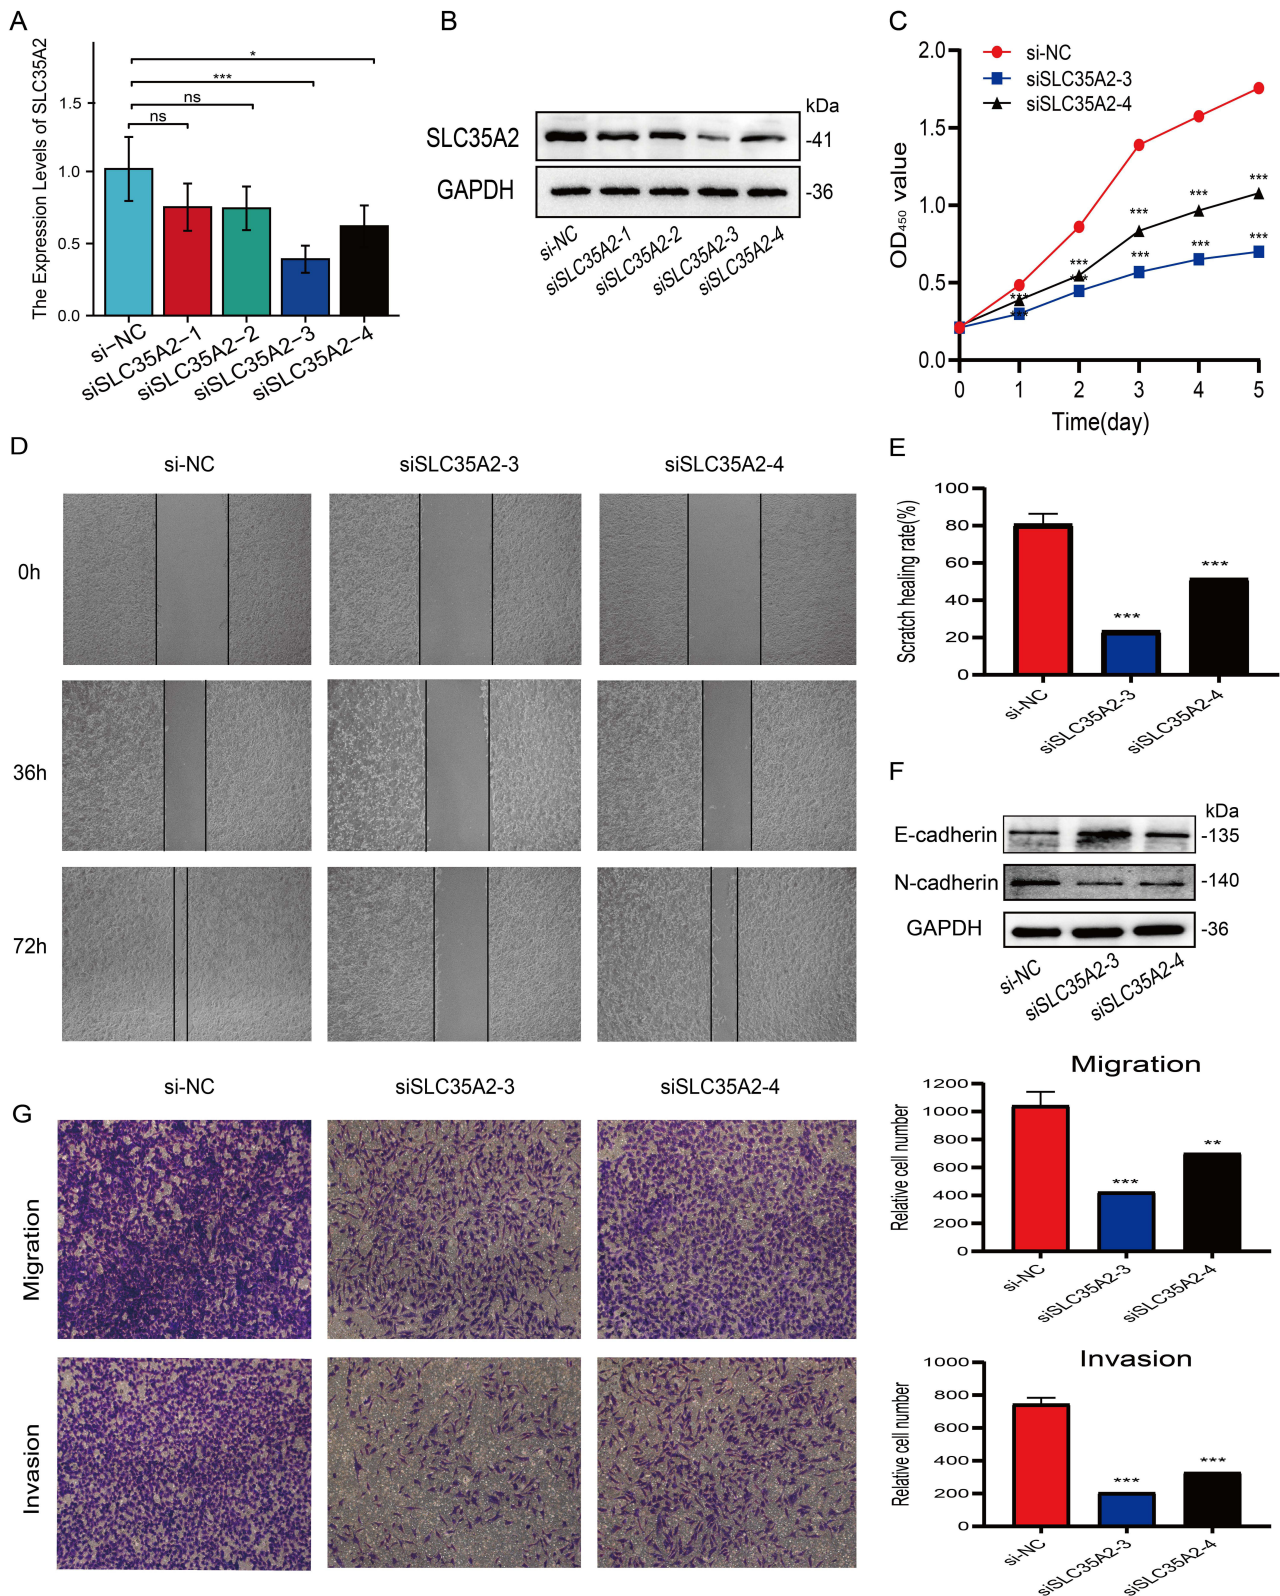 A
The Expression Levels of SLC35A2
1.5
1.0
0.5
0.0
*
***
ns
ns
si−NC
siSLC35A2−1
siSLC35A2−2
siSLC35A2−3
siSLC35A2−4
B
kDa
SLC35A2
-41
GAPDH
-36
si-NC
siSLC35A2-1
siSLC35A2-2
siSLC35A2-3
siSLC35A2-4
C
si-NC
siSLC35A2-3
siSLC35A2-4
OD450 value
2.0
1.5
1.0
0.5
0.0
***
***
***
***
***
***
***
***
***
***
0 1 2 3 4 5
Time(day)
D
si-NC siSLC35A2-3 siSLC35A2-4
0h
36h
72h
E
Scratch healing rate(%)
100
80
60
40
20
0
***
***
si-NC
siSLC35A2-3
siSLC35A2-4
F
kDa
E-cadherin
-135
N-cadherin
-140
GAPDH
-36
si-NC
siSLC35A2-3
siSLC35A2-4
G
si-NC siSLC35A2-3 siSLC35A2-4
Migration
Invasion
Migration
Relative cell number
1200
1000
800
600
400
200
0
***
**
si-NC
siSLC35A2-3
siSLC35A2-4
Invasion
Relative cell number
1000
800
600
400
200
0
***
***
si-NC
siSLC35A2-3
siSLC35A2-4